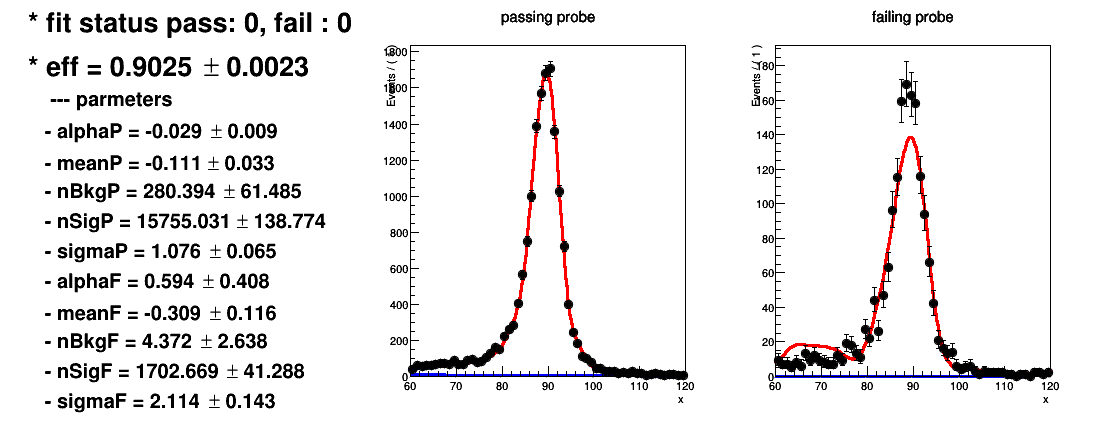 * fit status pass: 0, fail : 0
* eff = 0.9025 ± 0.0023
--- parmeters
- alphaP = -0.029 ± 0.009
- meanP = -0.111 ± 0.033
- nBkgP = 280.394 ± 61.485
- nSigP = 15755.031 ± 138.774
- sigmaP = 1.076 ± 0.065
- alphaF = 0.594 ± 0.408
- meanF = -0.309 ± 0.116
- nBkgF = 4.372 ± 2.638
- nSigF = 1702.669 ± 41.288
- sigmaF = 2.114 ± 0.143
passing probe
Events / ( 1 )
1800
1600
1400
1200
1000
800
600
400
200
0
60 70 80 90 100 110 120
x
failing probe
Events / ( 1 )
180
160
140
120
100
80
60
40
20
0
60 70 80 90 100 110 120
x